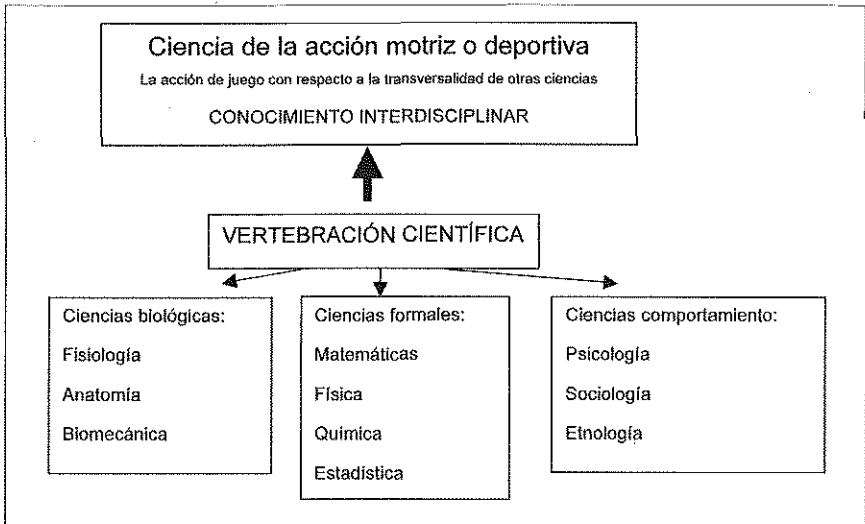 Ciencia de la acción motriz o deportiva
La acción de juego con respecto a la transversalidad de otras ciencias
CONOCIMIENTO INTERDISCIPLINAR
VERTEBRACIÓN CIENTÍFICA
Ciencias biológicas:
Fisiología
Anatomía
Biomecánica
Ciencias formales:
Matemáticas
Física
Química
Estadística
Ciencias comportamiento:
Psicología
Sociología
Etnología